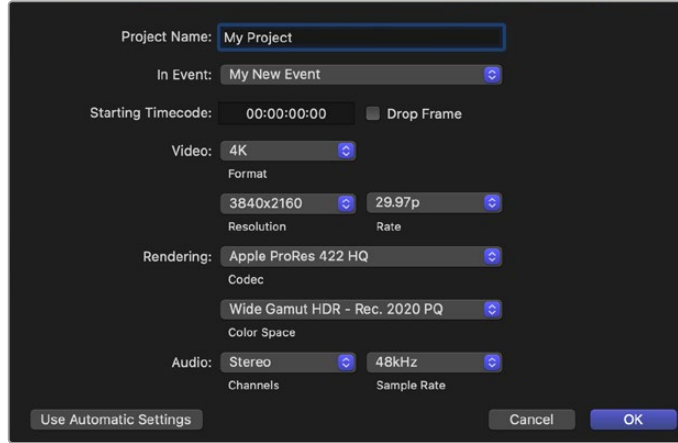 Project Name: My Project
In Event: My New Event
Starting Timecode: 00:00:00:00 Drop Frame
Video: 4K
Format
3840x2160 29.97p
Resolution Rate
Rendering: Apple ProRes 422 HQ
Codec
Wide Gamut HDR - Rec. 2020 PQ
Color Space
Audio: Stereo 48kHz
Channels Sample Rate
Use Automatic Settings Cancel OK